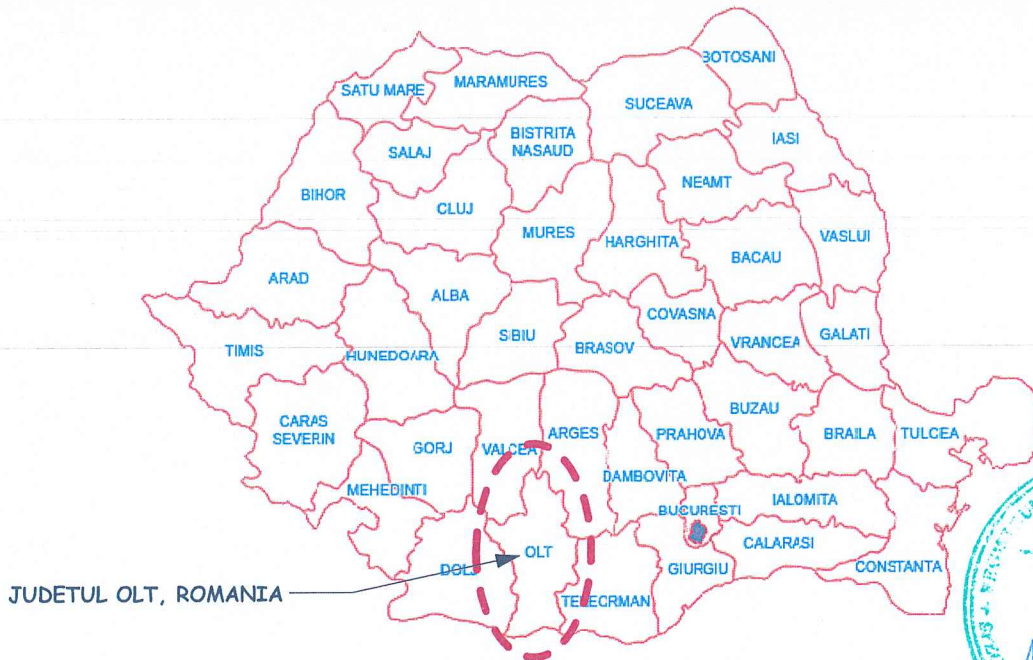 BOTOSANI
SATU MARE
MARAMURES
SUCEAVA
BISTRITA
NASAUD
IASI
SALAJ
NEAMT
BIHOR
CLUJ
MURES
HARGHITA
VASLUI
BACAU
ARAD
ALBA
COVASNA
SIBIU
BRASOV
VRANCEA
GALATI
TIMIS
HUNEDOARA
CARAS
SEVERIN
BUZAU
GORJ
VALCEA
ARGES
PRAHOVA
BRAILA
TULCEA
DAMBOVITA
MEHEDINTI
IALOMITA
BUCURESTI
OLT
CALARASI
DOLJ
GIURGIU
CONSTANTA
JUDETUL OLT, ROMANIA
TELEORMAN